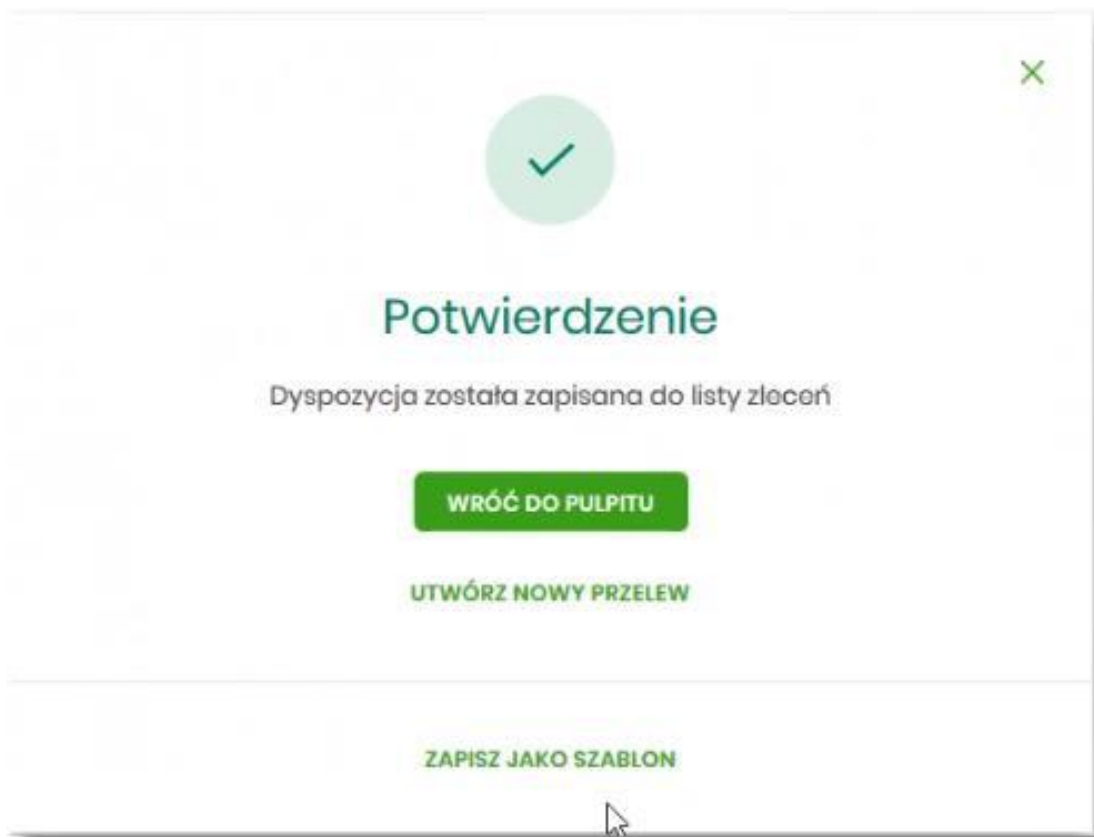 Potwierdzenie
Dyspozycja została zapisana do listy zleceń
WRÓĆ DO PULPITU
UTWÓRZ NOWY PRZELEW
ZAPISZ JAKO SZABLON